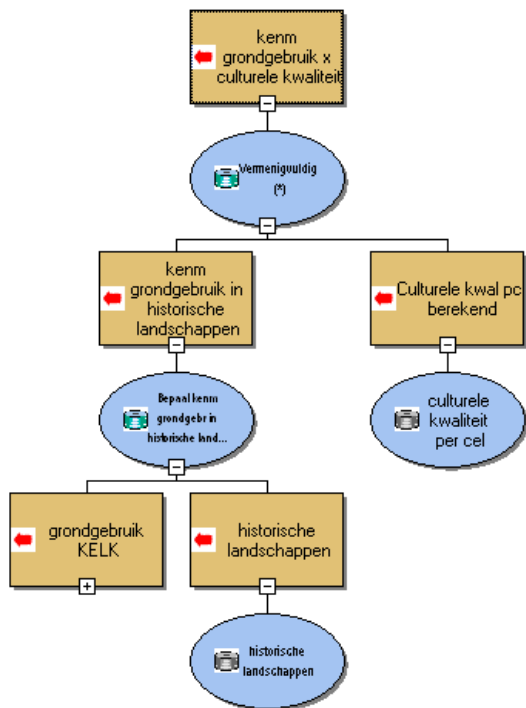 kenm
grondgebruik x
culturele kwaliteit
Vermenigvuldig
(*)
kenm
grondgebruik in
historische
landschappen
Culturele kwal pc
berekend
Bepaal kenm
grondgebr in
historische land...
culturele
kwaliteit
per cel
grondgebruik
KELK
historische
landschappen
historische
landschappen